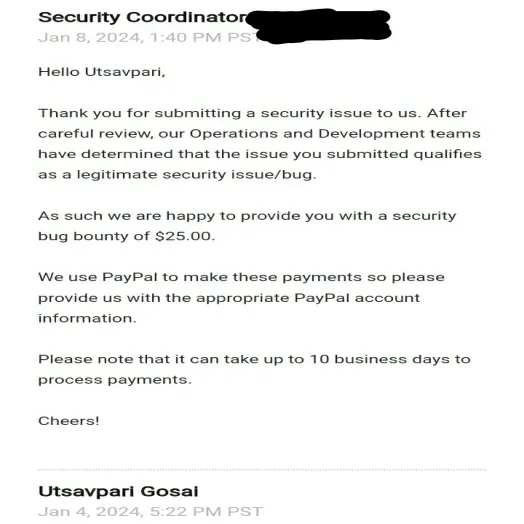 Security Coordinator
Jan 8, 2024, 1:40 PM PST
Hello Utsavpari,
Thank you for submitting a security issue to us. After
careful review, our Operations and Development teams
have determined that the issue you submitted qualifies
as a legitimate security issue/bug.
As such we are happy to provide you with a security
bug bounty of $25.00.
We use PayPal to make these payments so please
provide us with the appropriate PayPal account
information.
Please note that it can take up to 10 business days to
process payments.
Cheers!
Utsavpari Gosai
Jan 4, 2024, 5:22 PM PST